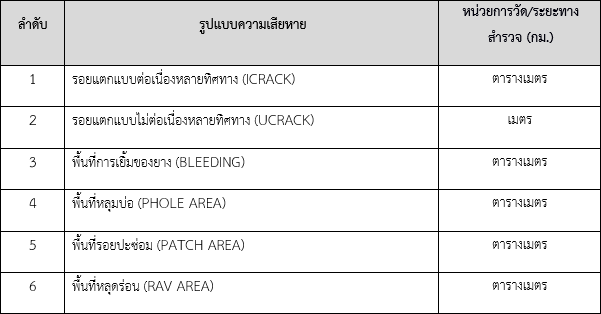 ลำดับ รูปแบบความเสียหาย หน่วยการวัด/ระยะทาง
สำรวจ (กม.)
1 รอยแตกแบบต่อเนื่องหลายทิศทาง (ICRACK) ตารางเมตร
2 รอยแตกแบบไม่ต่อเนื่องหลายทิศทาง (UCRACK) เมตร
3 พื้นที่การเยิ้มของยาง (BLEEDING) ตารางเมตร
4 พื้นที่หลุมบ่อ (PHOLE AREA) ตารางเมตร
5 พื้นที่รอยปะซ่อม (PATCH AREA) ตารางเมตร
6 พื้นที่หลุดร่อน (RAV AREA) ตารางเมตร